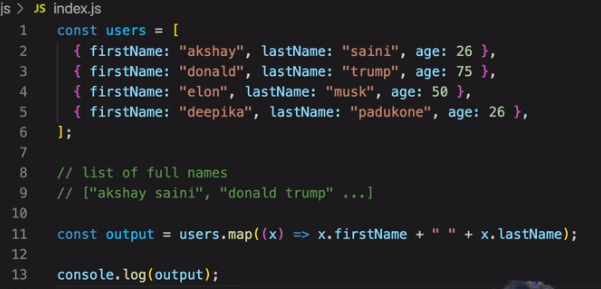 js > JS index.js
1 const users = [
2 { firstName: "akshay", lastName: "saini", age: 26 },
3 { firstName: "donald", lastName: "trump", age: 75 },
4 { firstName: "elon", lastName: "musk", age: 50 },
5 { firstName: "deepika", lastName: "padukone", age: 26 },
6 ];
7
8 // list of full names
9 // ["akshay saini", "donald trump" ...]
10
11 const output = users.map((x) => x.firstName + " " + x.lastName);
12
13 console.log(output);